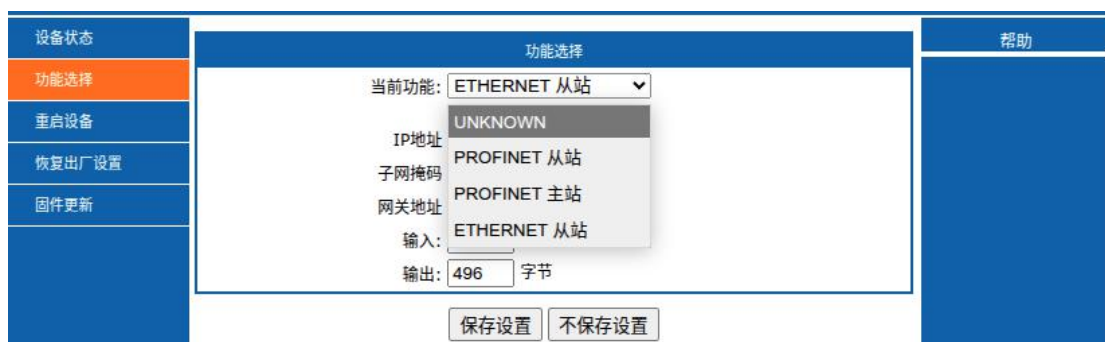 设备状态
功能选择
重启设备
恢复出厂设置
固件更新
功能选择
当前功能: ETHERNET 从站
UNKNOWN
PROFINET 从站
PROFINET 主站
ETHERNET 从站
IP地址
子网掩码
网关地址
输入:
输出: 496 字节
保存设置 不保存设置
帮助